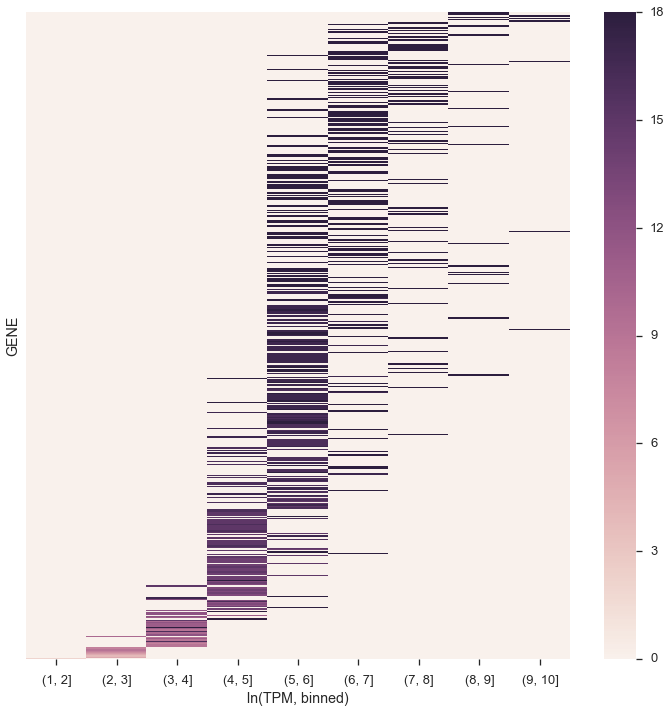 GENE
18
15
12
9
6
3
0
(1, 2] (2, 3] (3, 4] (4, 5] (5, 6] (6, 7] (7, 8] (8, 9] (9, 10]
ln(TPM, binned)